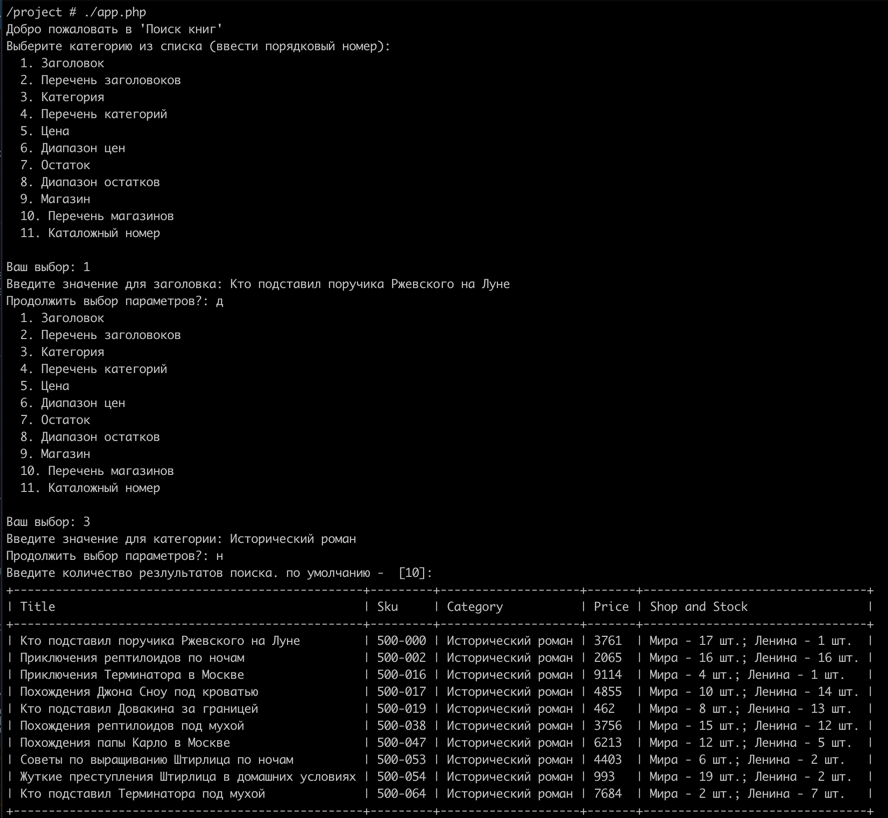 /project # ./app.php
Добро пожаловать в 'Поиск книг'
Выберите категорию из списка (ввести порядковый номер):
1. Заголовок
2. Перечень заголовоков
3. Категория
4. Перечень категорий
5. Цена
6. Диапазон цен
7. Остаток
8. Диапазон остатков
9. Магазин
10. Перечень магазинов
11. Каталожный номер
Ваш выбор: 1
Введите значение для заголовка: Кто подставил поручика Ржевского на Луне
Продолжить выбор параметров?: д
1. Заголовок
2. Перечень заголовоков
3. Категория
4. Перечень категорий
5. Цена
6. Диапазон цен
7. Остаток
8. Диапазон остатков
9. Магазин
10. Перечень магазинов
11. Каталожный номер
Ваш выбор: 3
Введите значение для категории: Исторический роман
Продолжить выбор параметров?: н
Введите количество резлультатов поиска. по умолчанию -  [10]:
+--------------------------------------------------+---------+--------------------+-------+--------------------------------+
| Title | Sku | Category | Price | Shop and Stock |
+--------------------------------------------------+---------+--------------------+-------+--------------------------------+
| Кто подставил поручика Ржевского на Луне | 500-000 | Исторический роман | 3761 | Мира - 17 шт.; Ленина - 1 шт. |
| Приключения рептилоидов по ночам | 500-002 | Исторический роман | 2065 | Мира - 16 шт.; Ленина - 16 шт. |
| Приключения Терминатора в Москве | 500-016 | Исторический роман | 9114 | Мира - 4 шт.; Ленина - 1 шт. |
| Похождения Джона Сноу под кроватью | 500-017 | Исторический роман | 4855 | Мира - 10 шт.; Ленина - 14 шт. |
| Кто подставил Довакина за границей | 500-019 | Исторический роман | 462 | Мира - 8 шт.; Ленина - 13 шт. |
| Похождения рептилоидов под мухой | 500-038 | Исторический роман | 3756 | Мира - 15 шт.; Ленина - 12 шт. |
| Похождения папы Карло в Москве | 500-047 | Исторический роман | 6213 | Мира - 12 шт.; Ленина - 5 шт. |
| Советы по выращиванию Штирлица по ночам | 500-053 | Исторический роман | 4403 | Мира - 6 шт.; Ленина - 2 шт. |
| Жуткие преступления Штирлица в домашних условиях | 500-054 | Исторический роман | 993 | Мира - 19 шт.; Ленина - 2 шт. |
| Кто подставил Терминатора под мухой | 500-064 | Исторический роман | 7684 | Мира - 2 шт.; Ленина - 7 шт. |
+--------------------------------------------------+---------+--------------------+-------+--------------------------------+